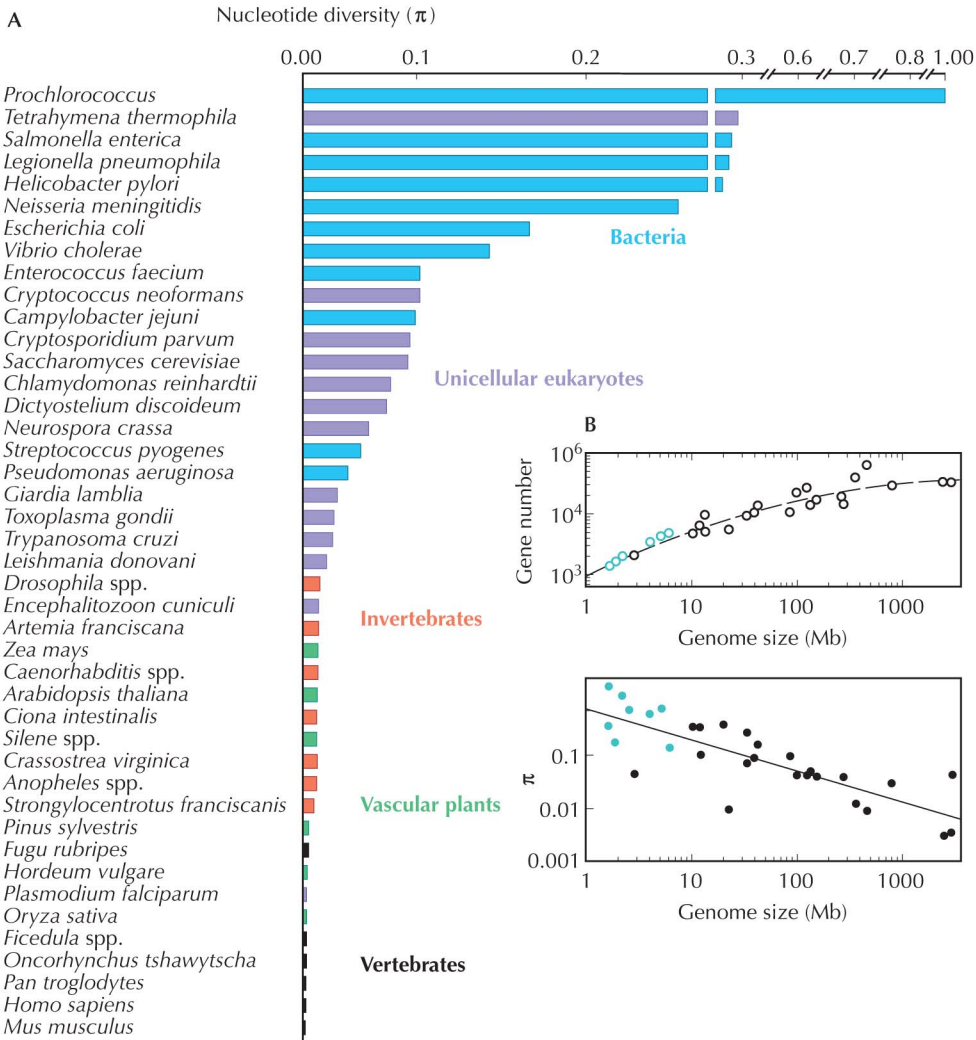 A
Nucleotide diversity (π)
0.00 0.1 0.2 0.3 0.6 0.7 0.8 1.00
Prochlorococcus
Tetrahymena thermophila
Salmonella enterica
Legionella pneumophila
Helicobacter pylori
Neisseria meningitidis
Escherichia coli
Bacteria
Vibrio cholerae
Enterococcus faecium
Cryptococcus neoformans
Campylobacter jejuni
Cryptosporidium parvum
Saccharomyces cerevisiae
Chlamydomonas reinhardtii
Unicellular eukaryotes
Dictyostelium discoideum
Neurospora crassa
Streptococcus pyogenes
Pseudomonas aeruginosa
Giardia lamblia
Toxoplasma gondii
Trypanosoma cruzi
Leishmania donovani
Drosophila spp.
Encephalitozoon cuniculi
Invertebrates
Artemia franciscana
Zea mays
Caenorhabditis spp.
Arabidopsis thaliana
Ciona intestinalis
Silene spp.
Crassostrea virginica
Anopheles spp.
Strongylocentrotus franciscanis
Vascular plants
Pinus sylvestris
Fugu rubripes
Hordeum vulgare
Plasmodium falciparum
Oryza sativa
Ficedula spp.
Oncorhynchus tshawytscha
Vertebrates
Pan troglodytes
Homo sapiens
Mus musculus
B
Gene number
10⁶
10⁴
10³
1 10 100 1000
Genome size (Mb)
π
0.1
0.01
0.001
1 10 100 1000
Genome size (Mb)